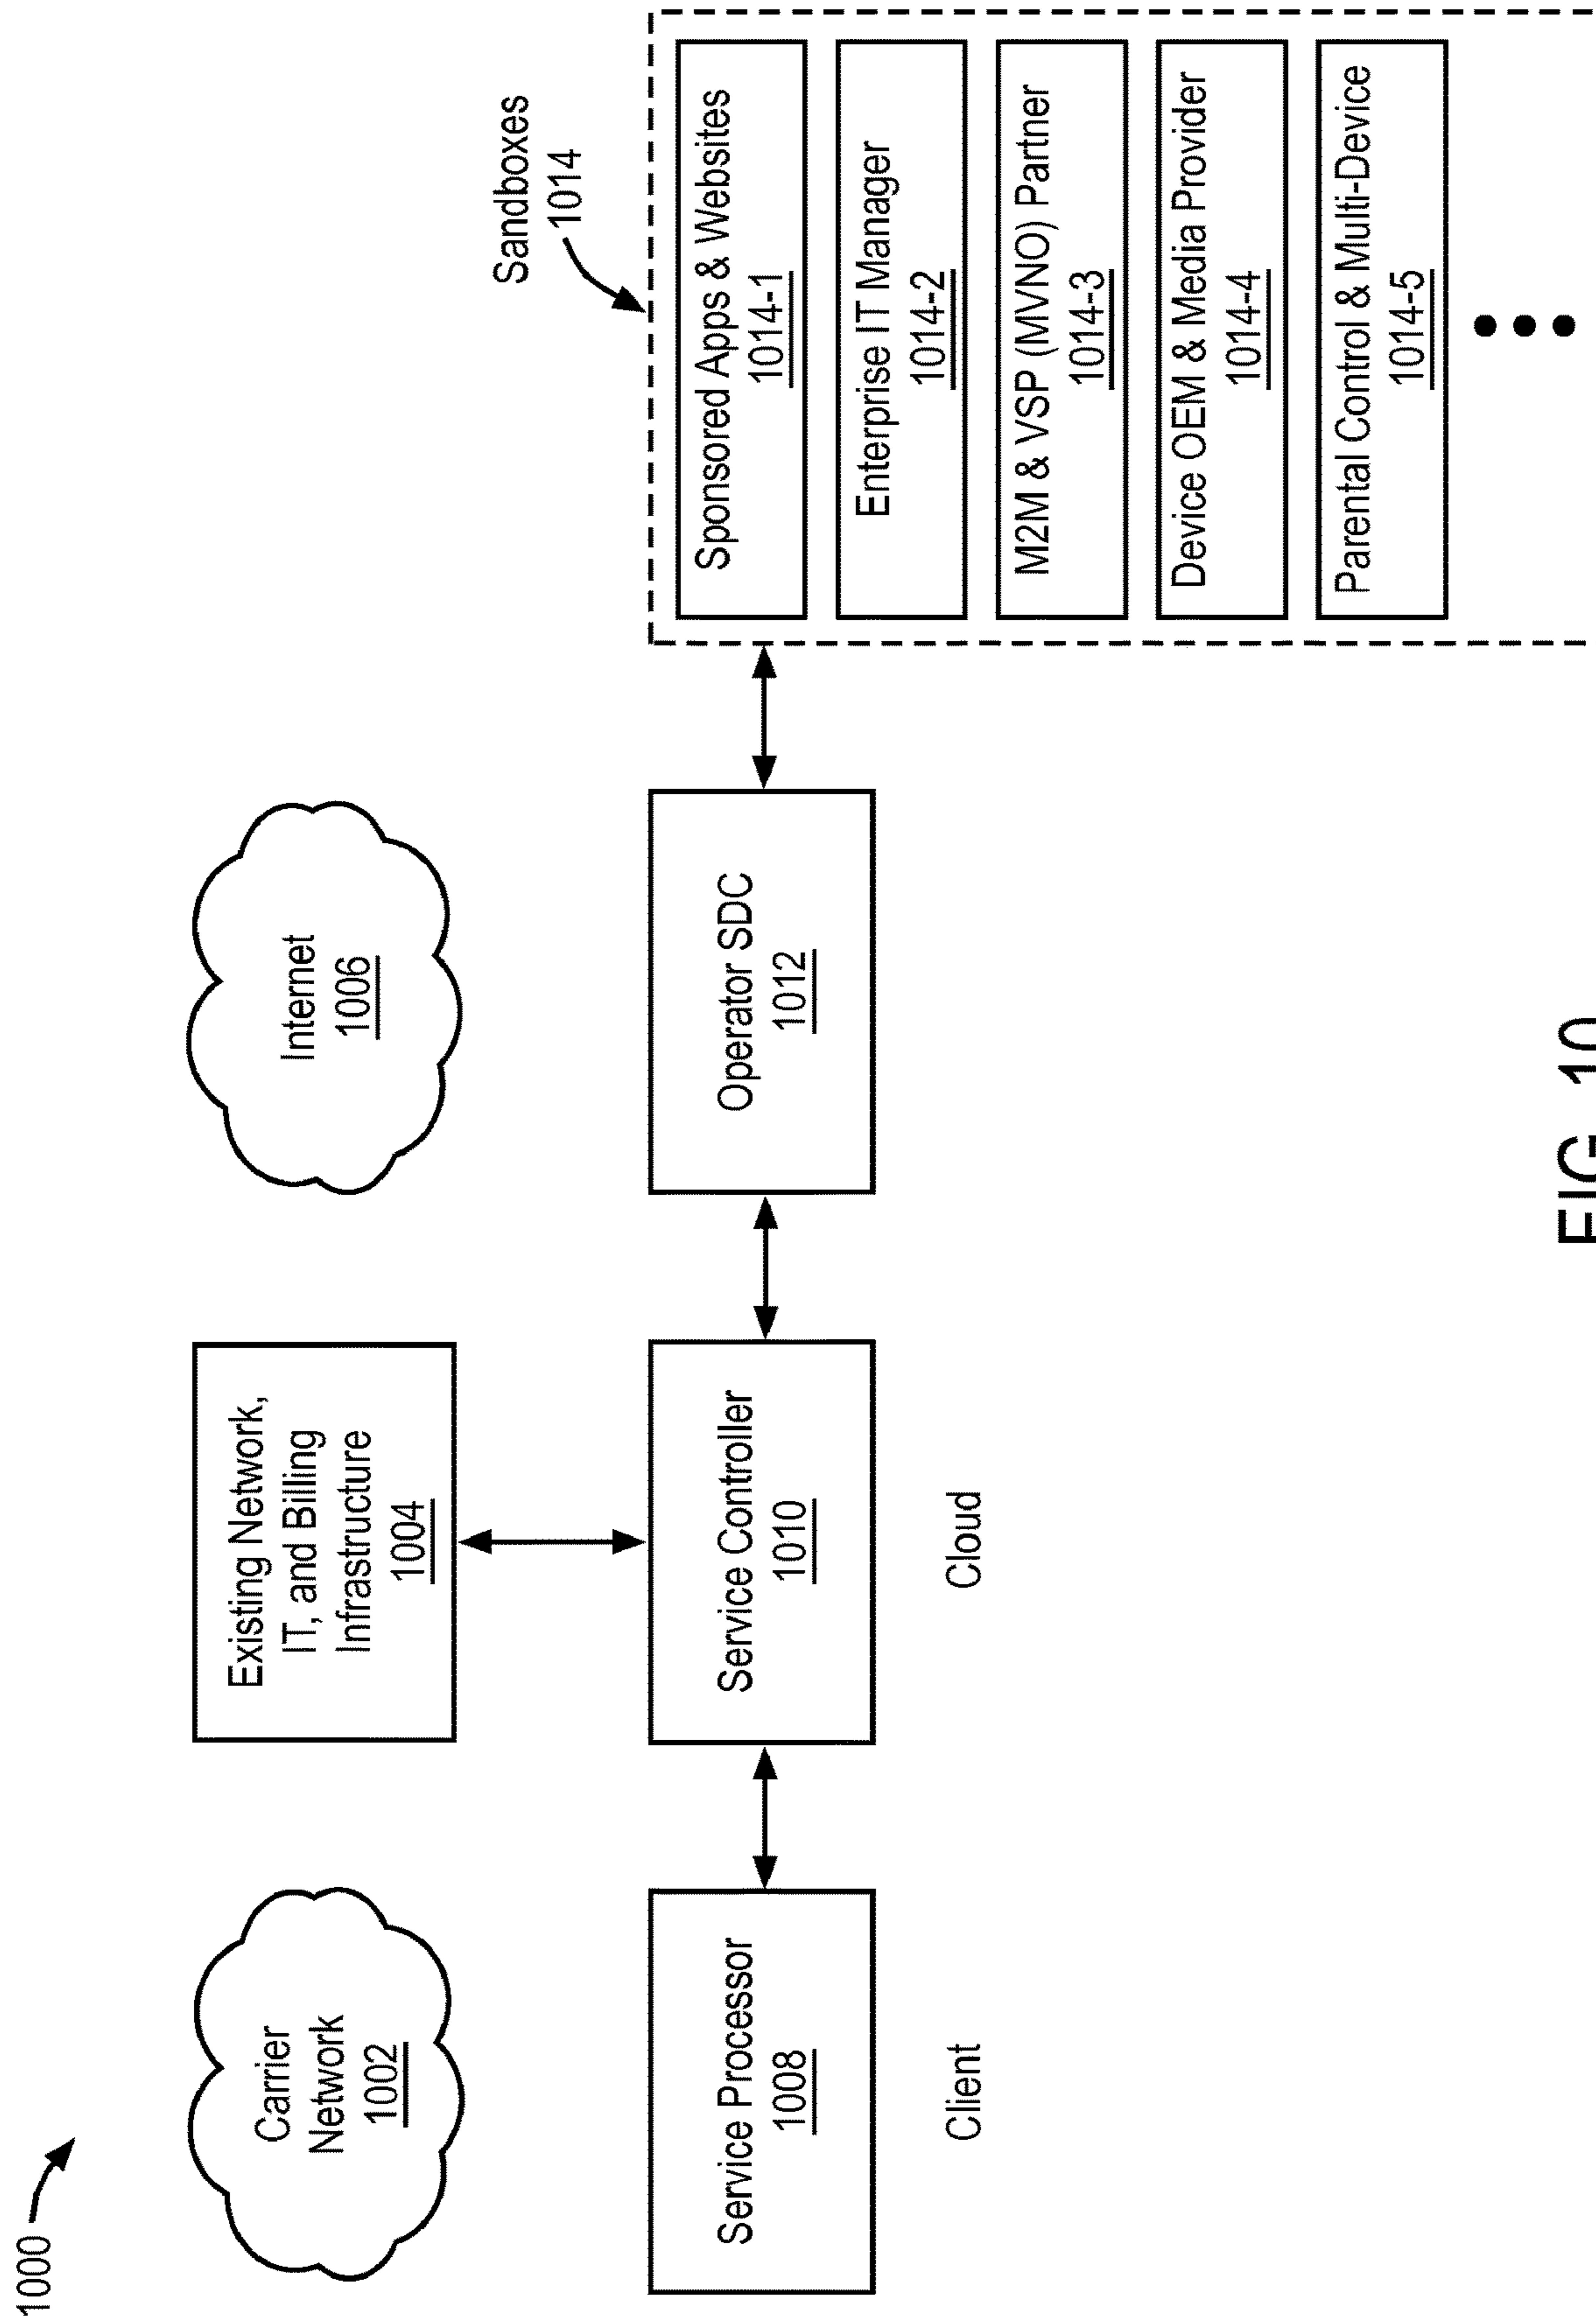 1000
Carrier
Network
1002
Existing Network,
IT, and Billing
Infrastructure
1004
Internet
1006
Sandboxes
1014
Service Processor
1008
Service Controller
1010
Operator SDC
1012
Sponsored Apps & Websites
1014-1
Enterprise IT Manager
1014-2
M2M & VSP (MVNO) Partner
1014-3
Device OEM & Media Provider
1014-4
Parental Control & Multi-Device
1014-5
Client
Cloud
FIG. 10